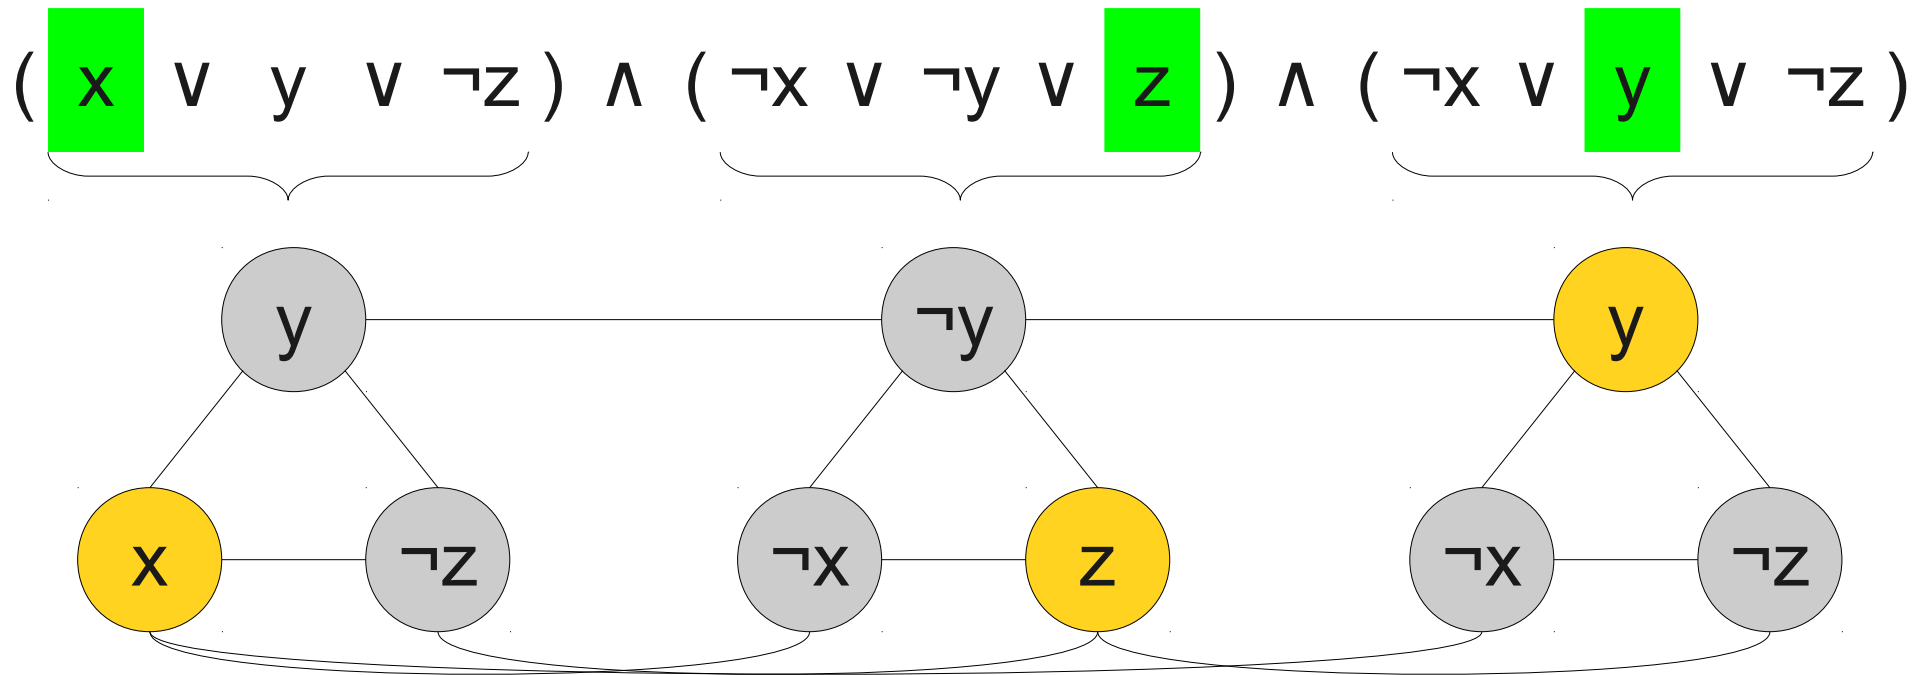 ( x ∨ y ∨ ¬z ) ∧ ( ¬x ∨ ¬y ∨ z ) ∧ ( ¬x ∨ y ∨ ¬z )
y ¬y y
x ¬z ¬x z ¬x ¬z